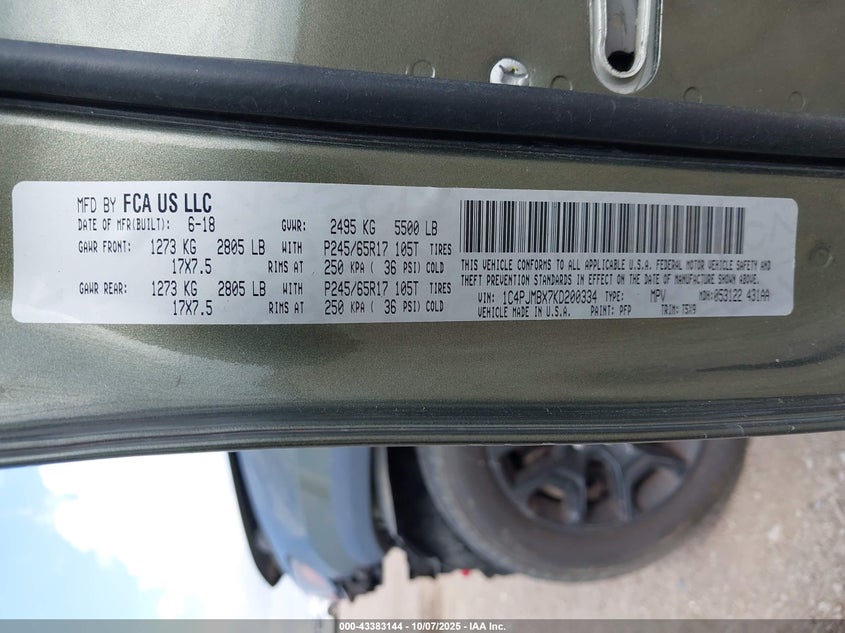 MFD BY FCA US LLC
DATE OF MFR(BUILT): 6-18 GVWR: 2495 KG 5500 LB
GAWR FRONT: 1273 KG 2805 LB WITH P245/65R17 105T TIRES
17X7.5 RIMS AT 250 KPA ( 36 PSI) COLD
GAWR REAR: 1273 KG 2805 LB WITH P245/65R17 105T TIRES
17X7.5 RIMS AT 250 KPA ( 36 PSI) COLD
THIS VEHICLE CONFORMS TO ALL APPLICABLE U.S.A. FEDERAL MOTOR VEHICLE SAFETY AND
THEFT PREVENTION STANDARDS IN EFFECT ON THE DATE OF MANUFACTURE SHOWN ABOVE.
VIN: 1C4PJMBX7KD200334 TYPE: MPV MDH: 053122 431AA
VEHICLE MADE IN U.S.A. PAINT: PFP TRIM: T5X9
000-43383144 - 10/07/2025 - IAA Inc.